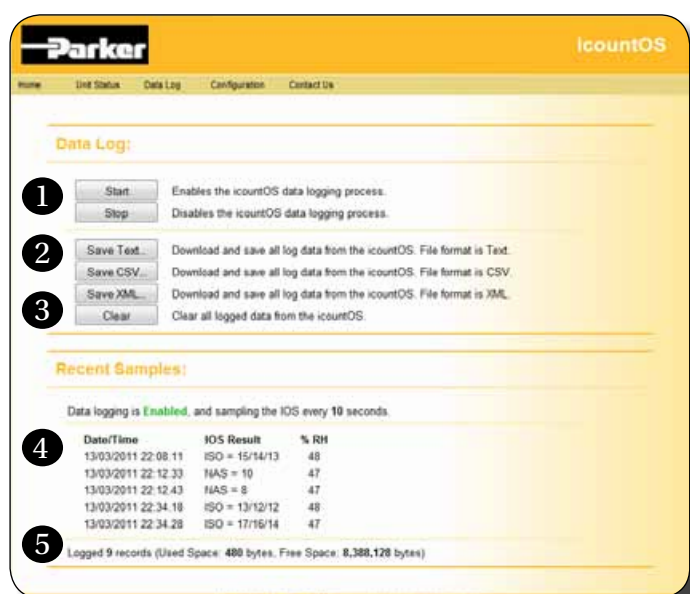 Parker
IcountOS
Home Unit Status Data Log Configuration Contact Us
Data Log:
1 Start Enables the icountOS data logging process.
Stop Disables the icountOS data logging process.
2 Save Text... Download and save all log data from the icountOS. File format is Text.
Save CSV... Download and save all log data from the icountOS. File format is CSV.
Save XML... Download and save all log data from the icountOS. File format is XML.
3 Clear Clear all logged data from the icountOS.
Recent Samples:
Data logging is Enabled, and sampling the IOS every 10 seconds.
4 Date/Time IOS Result % RH
13/03/2011 22:08.11 ISO = 15/14/13 48
13/03/2011 22:12.33 NAS = 10 47
13/03/2011 22:12.43 NAS = 8 47
13/03/2011 22:34.18 ISO = 13/12/12 48
13/03/2011 22:34.28 ISO = 17/16/14 47
5 Logged 9 records (Used Space: 480 bytes, Free Space: 8,388,128 bytes)